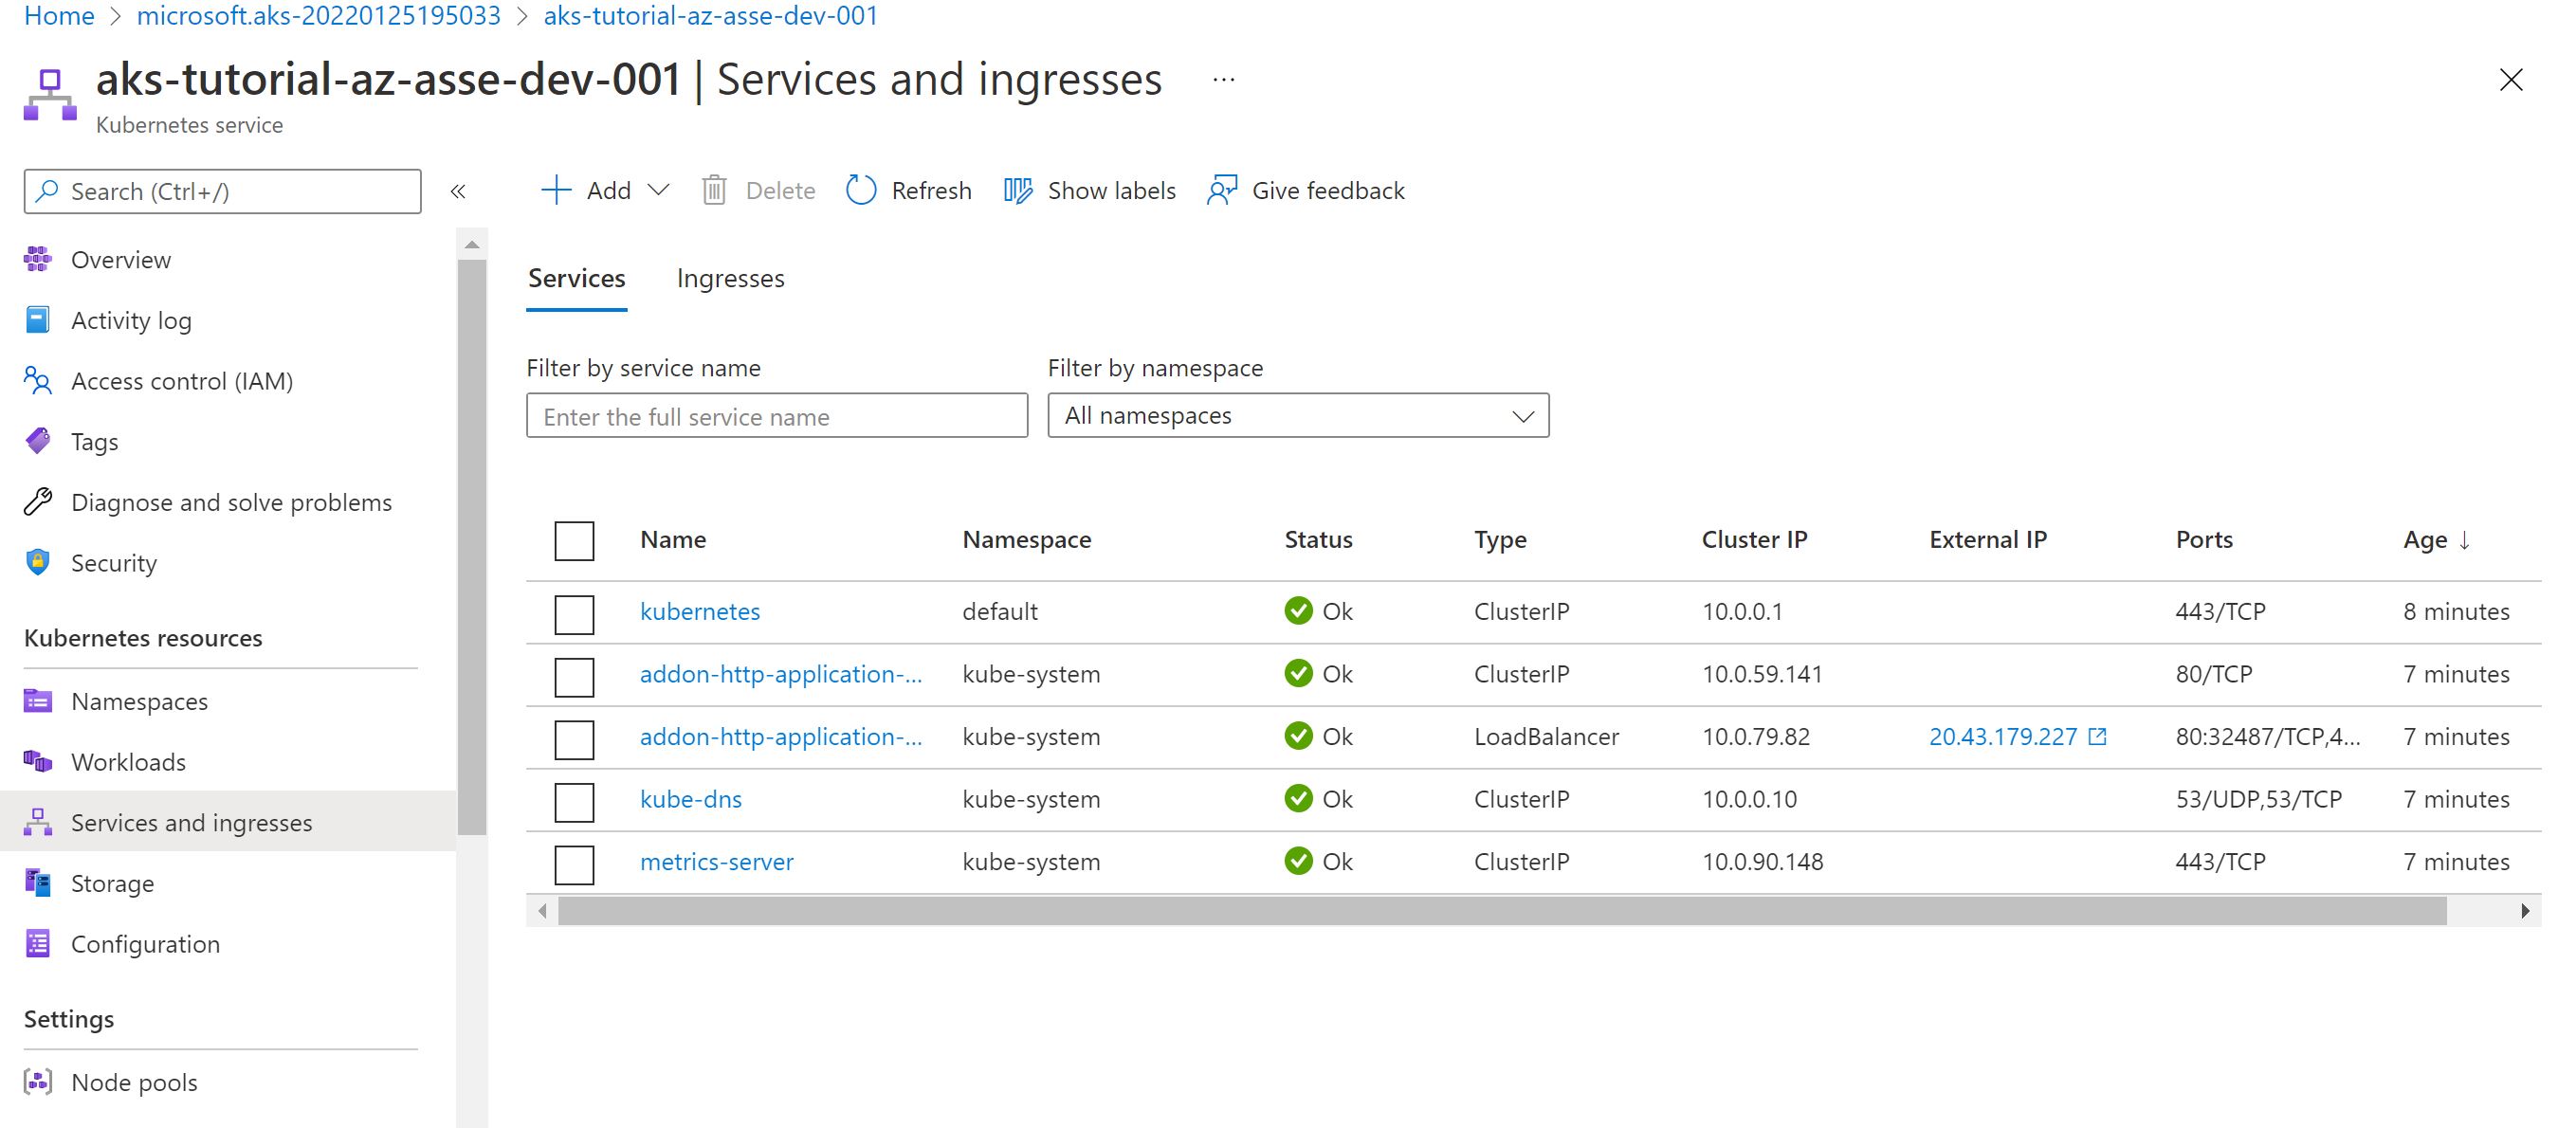 Home > microsoft.aks-20220125195033 > aks-tutorial-az-asse-dev-001
aks-tutorial-az-asse-dev-001 | Services and ingresses ...
Kubernetes service
Search (Ctrl+/) «
Overview
Activity log
Access control (IAM)
Tags
Diagnose and solve problems
Security
Kubernetes resources
Namespaces
Workloads
Services and ingresses
Storage
Configuration
Settings
Node pools
Add Delete Refresh Show labels Give feedback
Services Ingresses
Filter by service name Filter by namespace
Enter the full service name All namespaces
Name Namespace Status Type Cluster IP External IP Ports Age ↓
kubernetes default Ok ClusterIP 10.0.0.1 443/TCP 8 minutes
addon-http-application-... kube-system Ok ClusterIP 10.0.59.141 80/TCP 7 minutes
addon-http-application-... kube-system Ok LoadBalancer 10.0.79.82 20.43.179.227 80:32487/TCP,4... 7 minutes
kube-dns kube-system Ok ClusterIP 10.0.0.10 53/UDP,53/TCP 7 minutes
metrics-server kube-system Ok ClusterIP 10.0.90.148 443/TCP 7 minutes